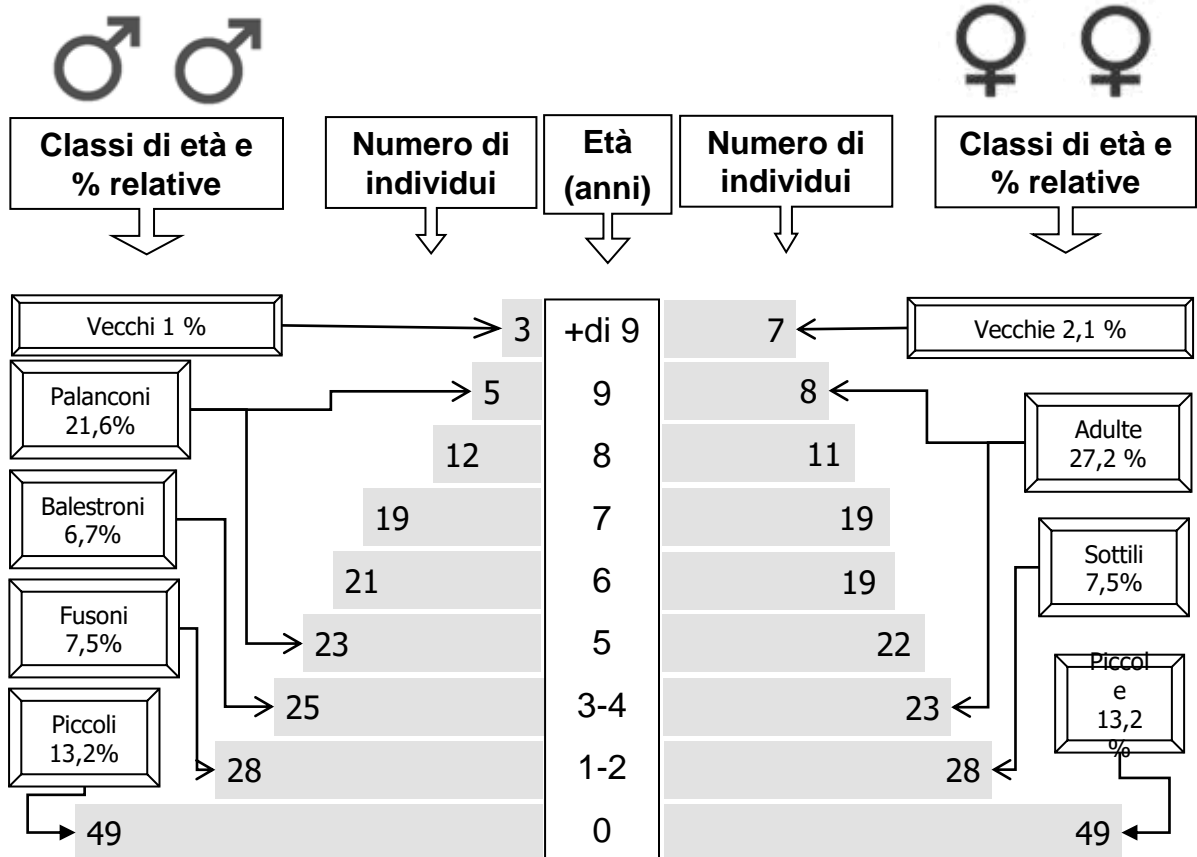 Classi di età e
% relative
Numero di
individui
Età
(anni)
Numero di
individui
Classi di età e
% relative
Vecchi 1 %
3
+di 9
7
Vecchie 2,1 %
Palanconi
21,6%
5
9
8
Adulte
27,2 %
12
8
11
Balestroni
6,7%
19
7
19
Sottili
7,5%
21
6
19
Fusoni
7,5%
23
5
22
Piccol
e
13,2
%
25
3-4
23
Piccoli
13,2%
28
1-2
28
49
0
49